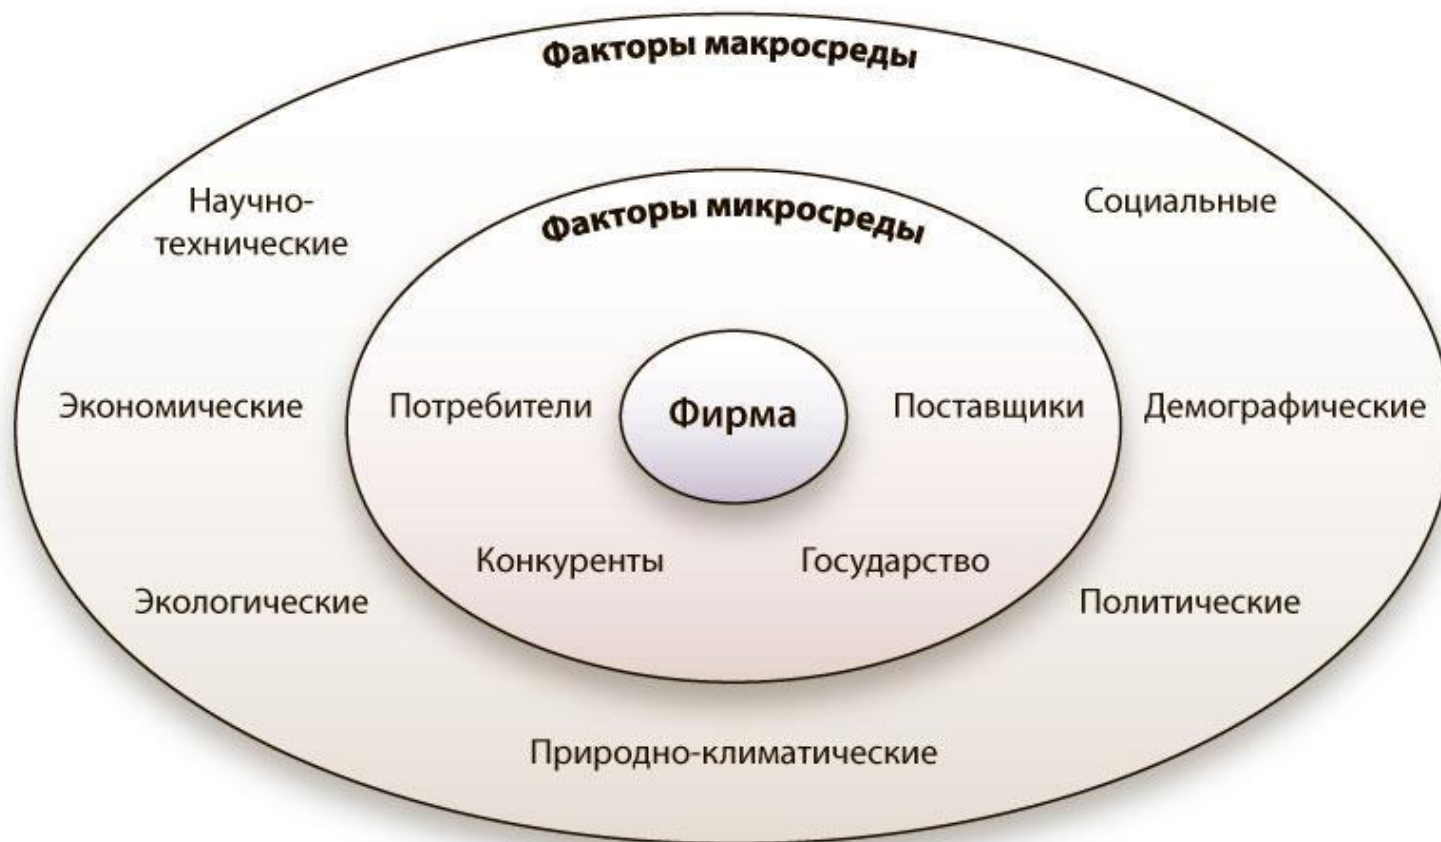 Факторы макросреды
Научно-
технические
Социальные
Факторы микросреды
Экономические
Потребители
Фирма
Поставщики
Демографические
Конкуренты
Государство
Экологические
Политические
Природно-климатические